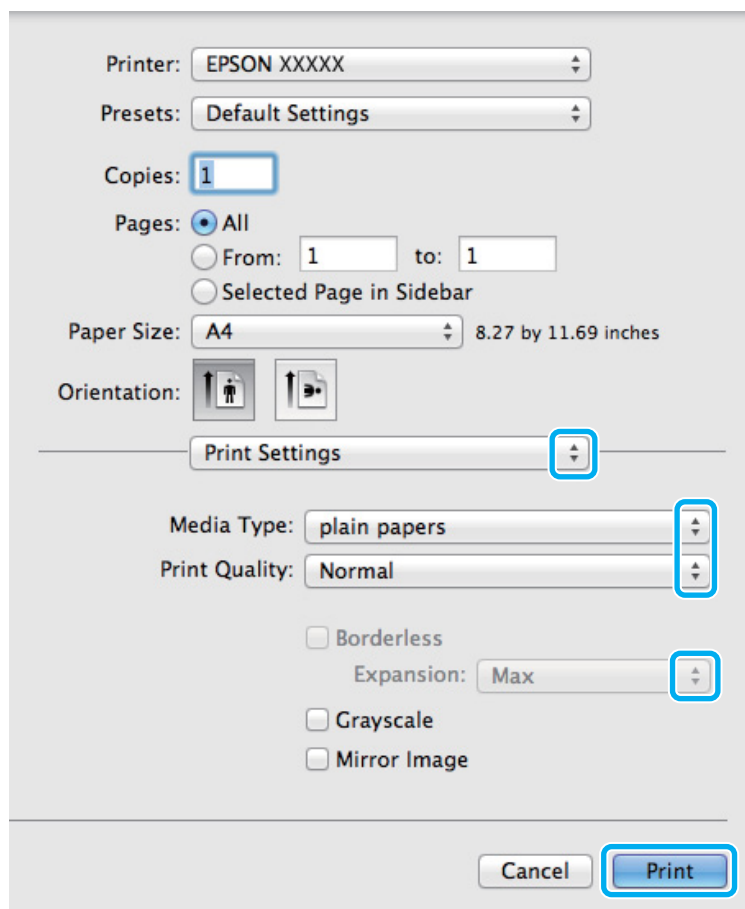 Printer: EPSON XXXXX
Presets: Default Settings
Copies: 1
Pages: All
From: 1 to: 1
Selected Page in Sidebar
Paper Size: A4 8.27 by 11.69 inches
Orientation:
Print Settings
Media Type: plain papers
Print Quality: Normal
Borderless
Expansion: Max
Grayscale
Mirror Image
Cancel Print